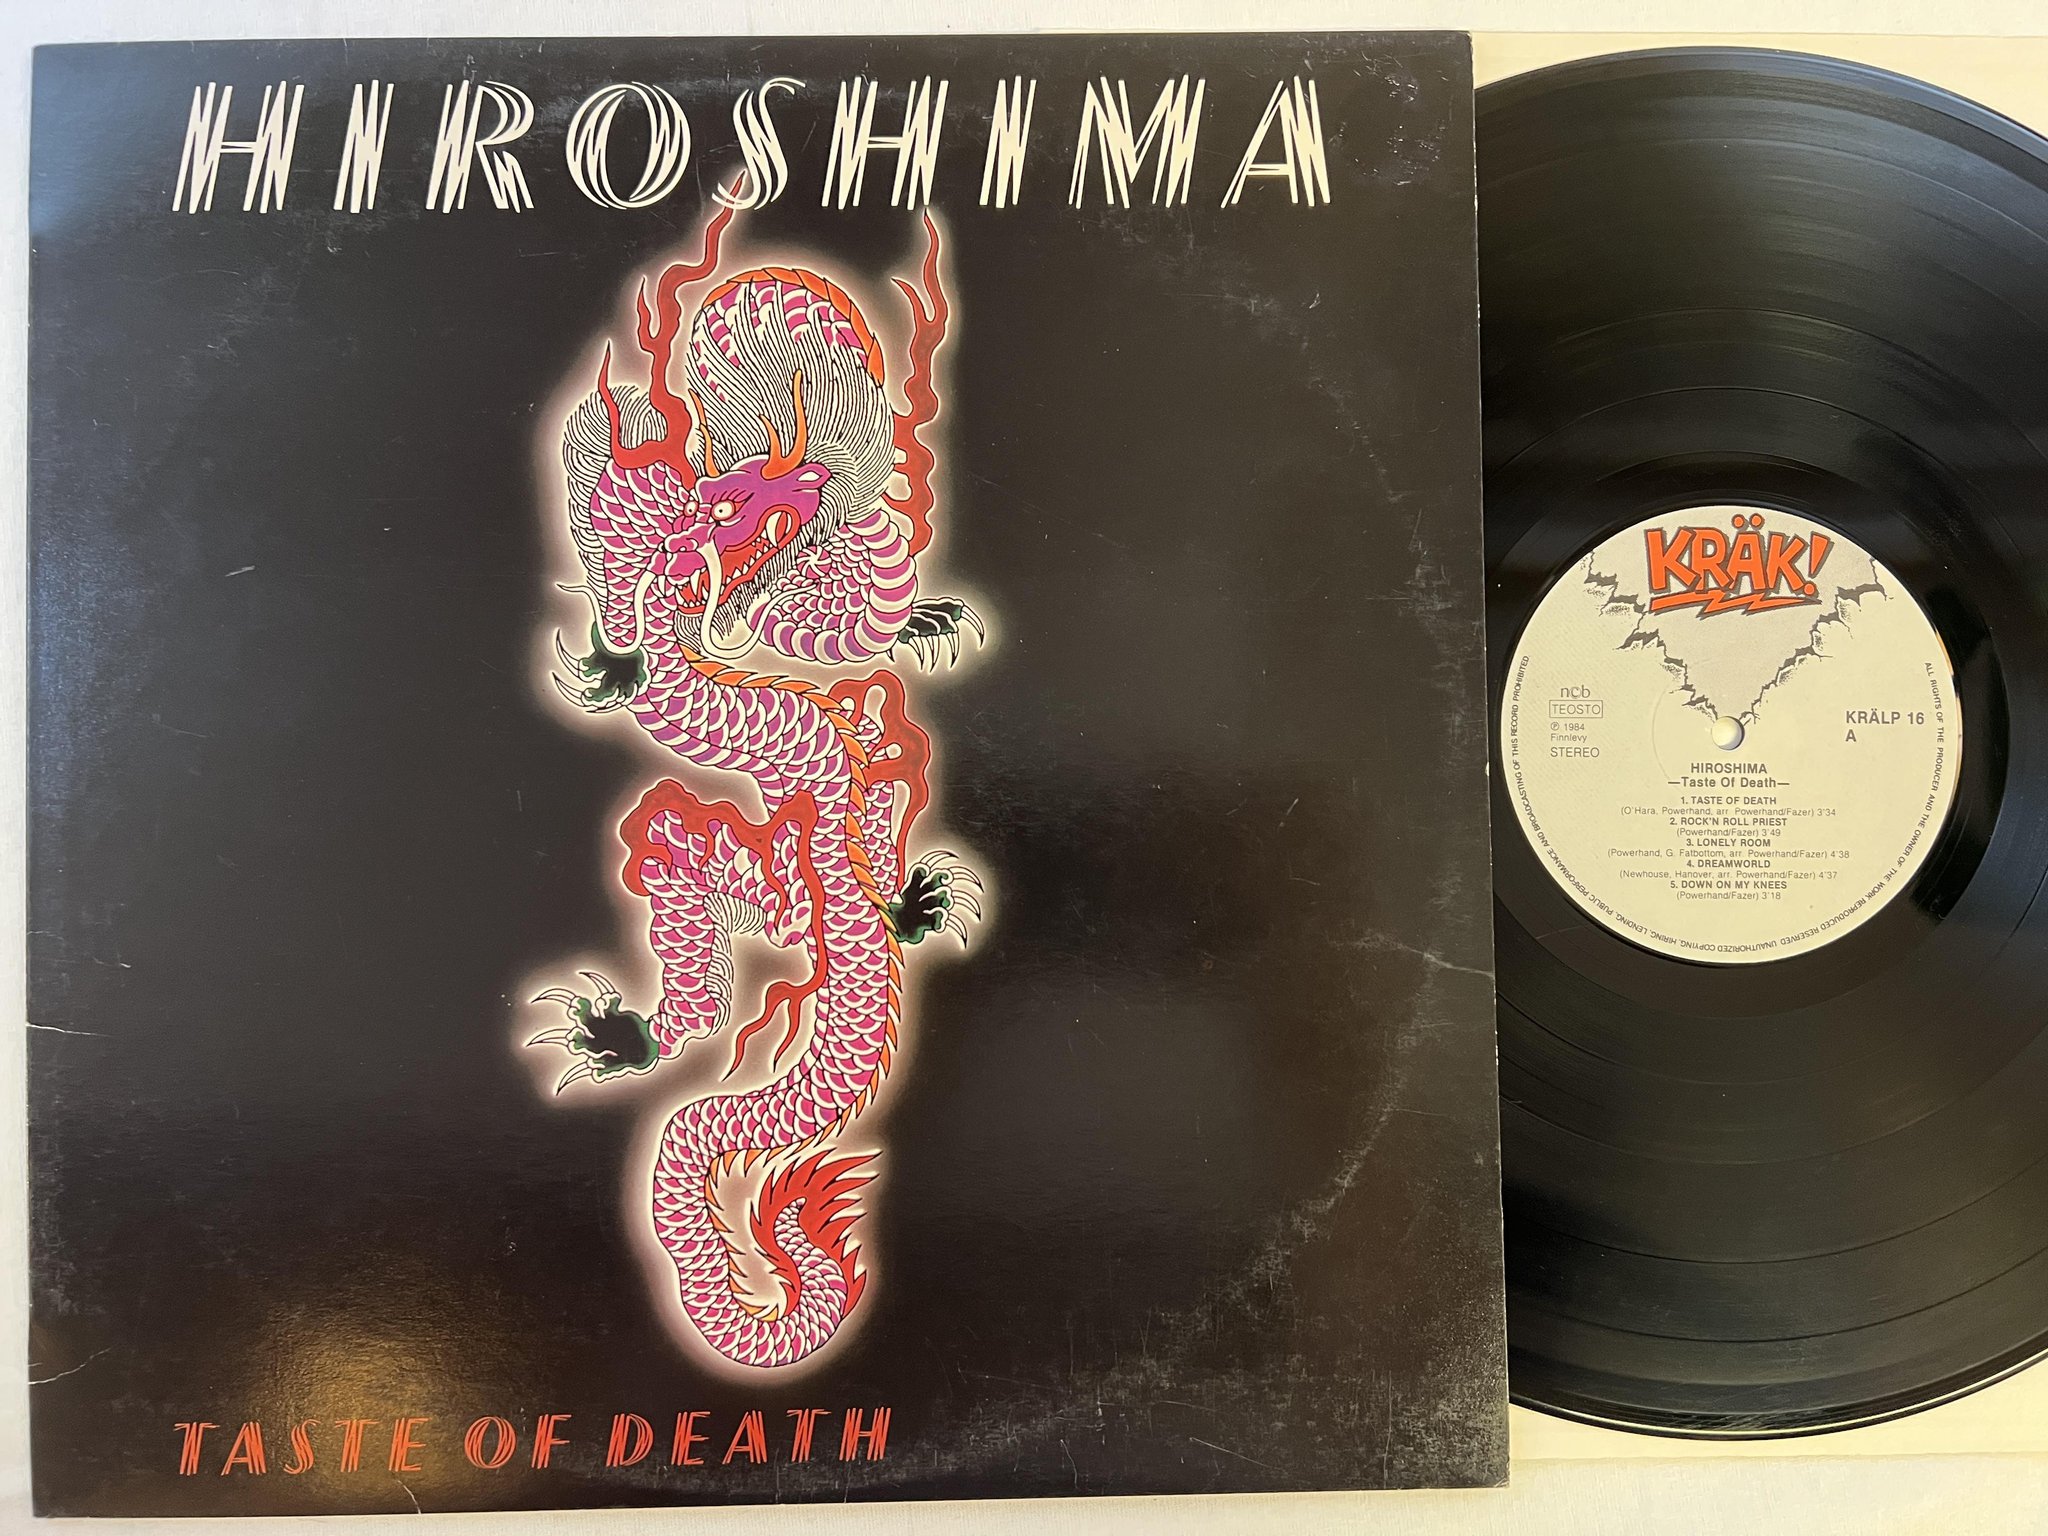 HIROSHIMA
TASTE OF DEATH
KRÄK!
ncb
TEOSTO
℗ 1984
Finnlevy
STEREO
KRÄLP 16
A
HIROSHIMA
—Taste Of Death—
1. TASTE OF DEATH
(O'Hara, Powerhand, arr. Powerhand/Fazer) 3'34
2. ROCK'N ROLL PRIEST
(Powerhand/Fazer) 3'49
3. LONELY ROOM
(Powerhand, G. Fatbottom, arr. Powerhand/Fazer) 4'38
4. DREAMWORLD
(Newhouse, Hanover, arr. Powerhand/Fazer) 4'37
5. DOWN ON MY KNEES
(Powerhand/Fazer) 3'18
ALL RIGHTS OF THE PRODUCER AND THE OWNER OF THE WORK REPRODUCED RESERVED. UNAUTHORIZED COPYING, HIRING, LENDING, PUBLIC PERFORMANCE AND BROADCASTING OF THIS RECORD PROHIBITED